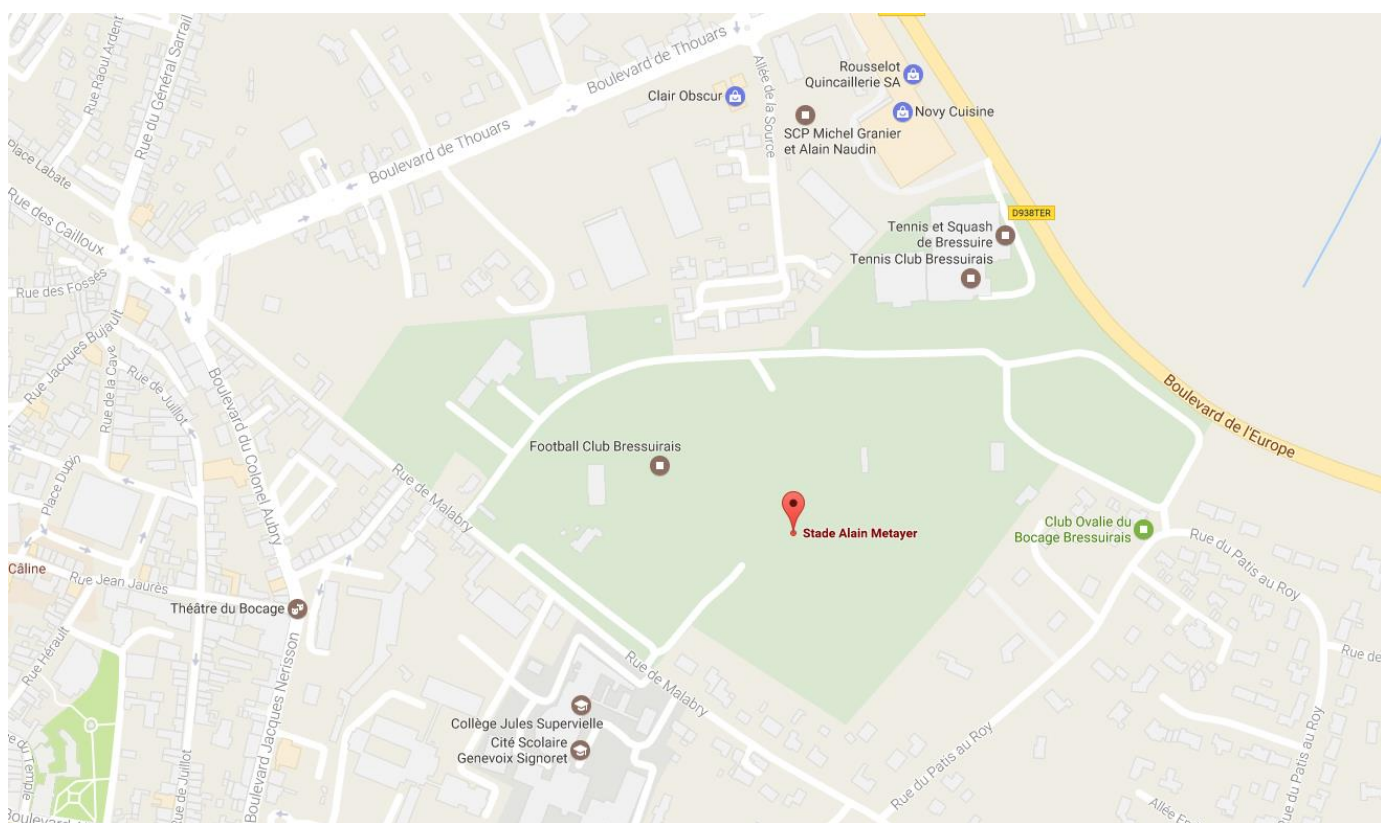 Rue Raoul Ardent
Rue du Général Sarrail
Boulevard de Thouars
Allée de la Source
Rousselot
Quincaillerie SA
Clair Obscur
Novy Cuisine
SCP Michel Granier
et Alain Naudin
Boulevard de Thouars
Place Labate
Rue des Cailloux
D938TER
Tennis et Squash
de Bressuire
Tennis Club Bressuirais
Rue des Fossés
Rue Jacques Bujault
Rue de la Cave
Rue de Juillot
Boulevard du Colonel Aubry
Boulevard de l'Europe
Football Club Bressuirais
Rue de Malabry
Place Dupin
Stade Alain Metayer
Club Ovalie du
Bocage Bressuirais
Rue du Patis au Roy
Câline
Rue Jean Jaurès
Théâtre du Bocage
Rue Hérault
Boulevard Jacques Nerisson
Rue de Malabry
Rue de
Collège Jules Supervielle
Cité Scolaire
Genevoix Signoret
Rue du Patis au Roy
Rue du Patis au Roy
Rue de Juillot
du Temple
Boulevard
Allée